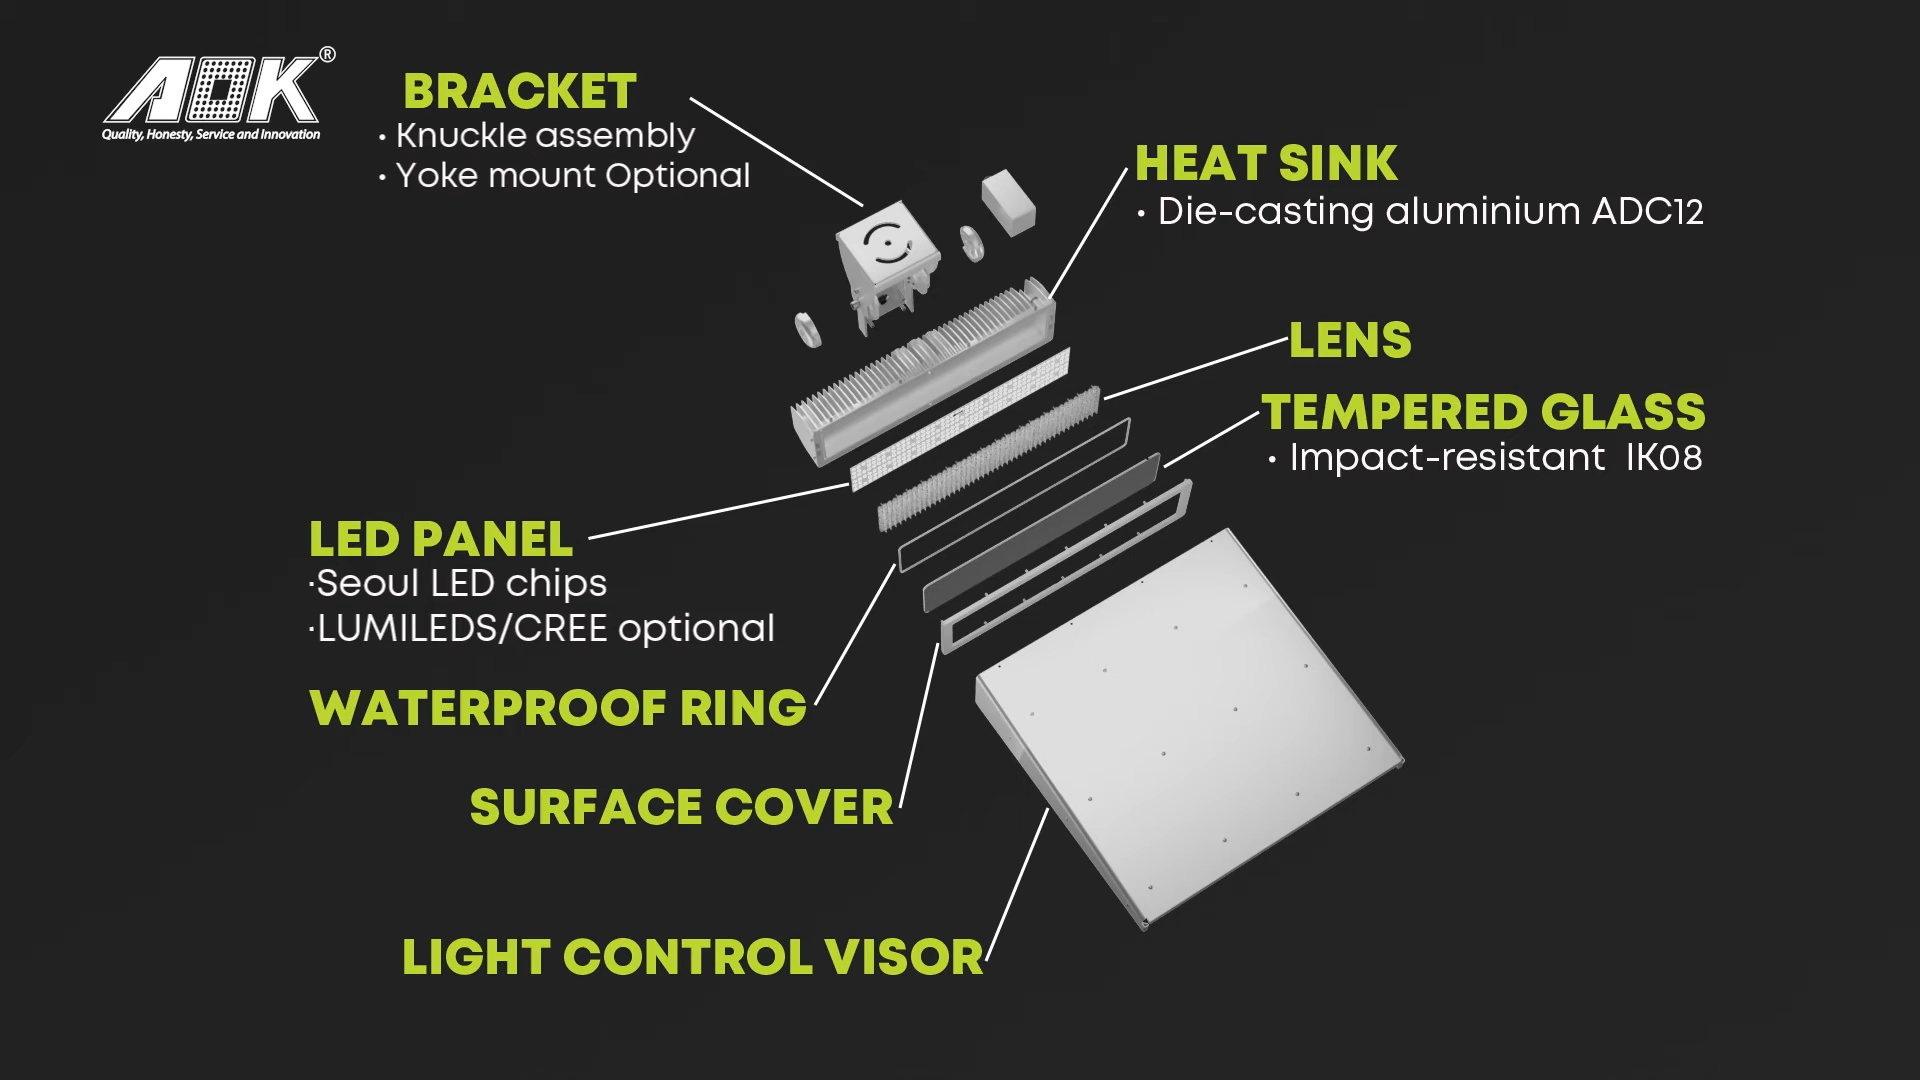 AOK®
Quality, Honesty, Service and Innovation
BRACKET
· Knuckle assembly
· Yoke mount Optional
HEAT SINK
· Die-casting aluminium ADC12
LENS
TEMPERED GLASS
· Impact-resistant IK08
LED PANEL
·Seoul LED chips
·LUMILEDS/CREE optional
WATERPROOF RING
SURFACE COVER
LIGHT CONTROL VISOR